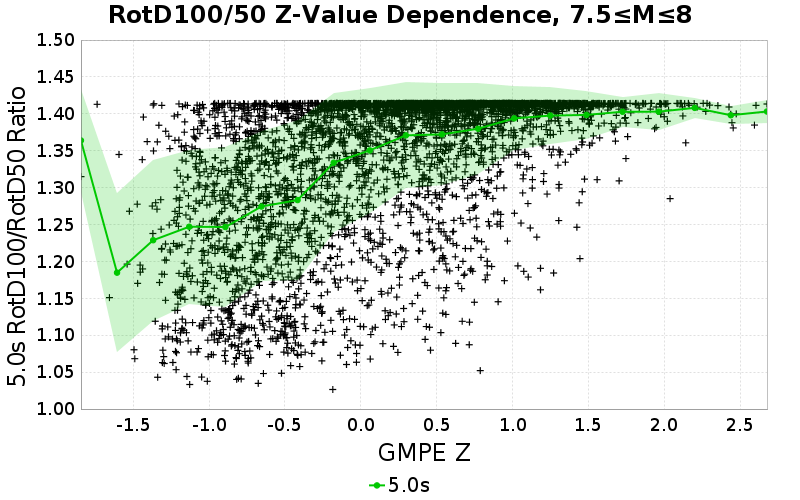 RotD100/50 Z-Value Dependence, 7.5≤M≤8
5.0s RotD100/RotD50 Ratio
1.50
1.45
1.40
1.35
1.30
1.25
1.20
1.15
1.10
1.05
1.00
-1.5 -1.0 -0.5 0.0 0.5 1.0 1.5 2.0 2.5
GMPE Z
5.0s